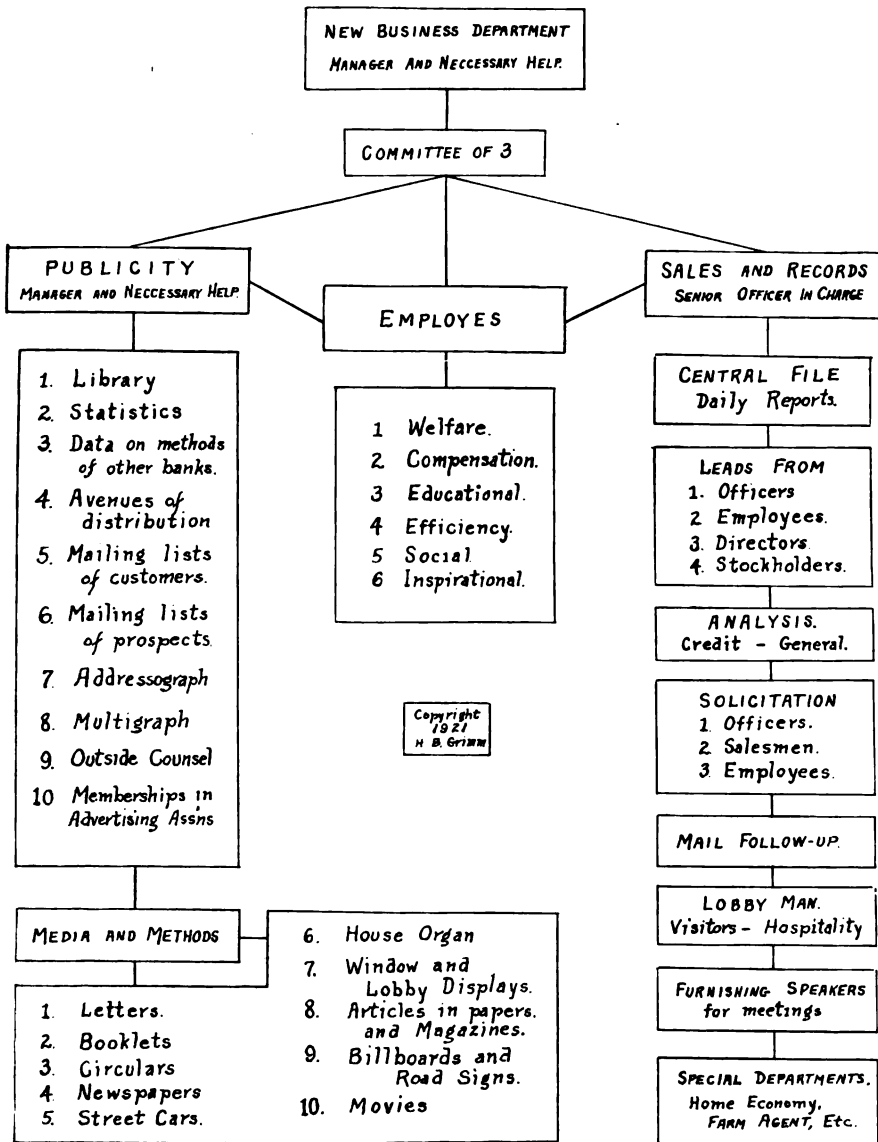 NEW BUSINESS DEPARTMENT
MANAGER AND NECCESSARY HELP.
COMMITTEE OF 3
PUBLICITY
MANAGER AND NECCESSARY HELP.
EMPLOYES
SALES AND RECORDS
SENIOR OFFICER IN CHARGE
1. Library
2. Statistics
3. Data on methods
of other banks.
4. Avenues of
distribution
5. Mailing lists
of customers.
6. Mailing lists
of prospects.
7. Addressograph
8. Multigraph
9. Outside Counsel
10 Memberships in
Advertising Ass'ns
1 Welfare.
2 Compensation.
3 Educational.
4 Efficiency.
5 Social
6 Inspirational.
Copyright
1921
H B. Grimm
CENTRAL FILE
Daily Reports.
LEADS FROM
1. Officers
2 Employees.
3. Directors
4. Stockholders.
ANALYSIS.
Credit - General.
SOLICITATION
1. Officers.
2. Salesmen.
3. Employees.
MAIL FOLLOW-UP.
LOBBY MAN.
Visitors - Hospitality
FURNISHING SPEAKERS
for meetings
SPECIAL DEPARTMENTS.
Home Economy,
FARM AGENT, ETC.
MEDIA AND METHODS
1. Letters.
2. Booklets
3. Circulars
4 Newspapers
5. Street Cars.
6. House Organ
7. Window and
Lobby Displays.
8. Articles in papers.
and Magazines.
9. Billboards and
Road Signs.
10. Movies